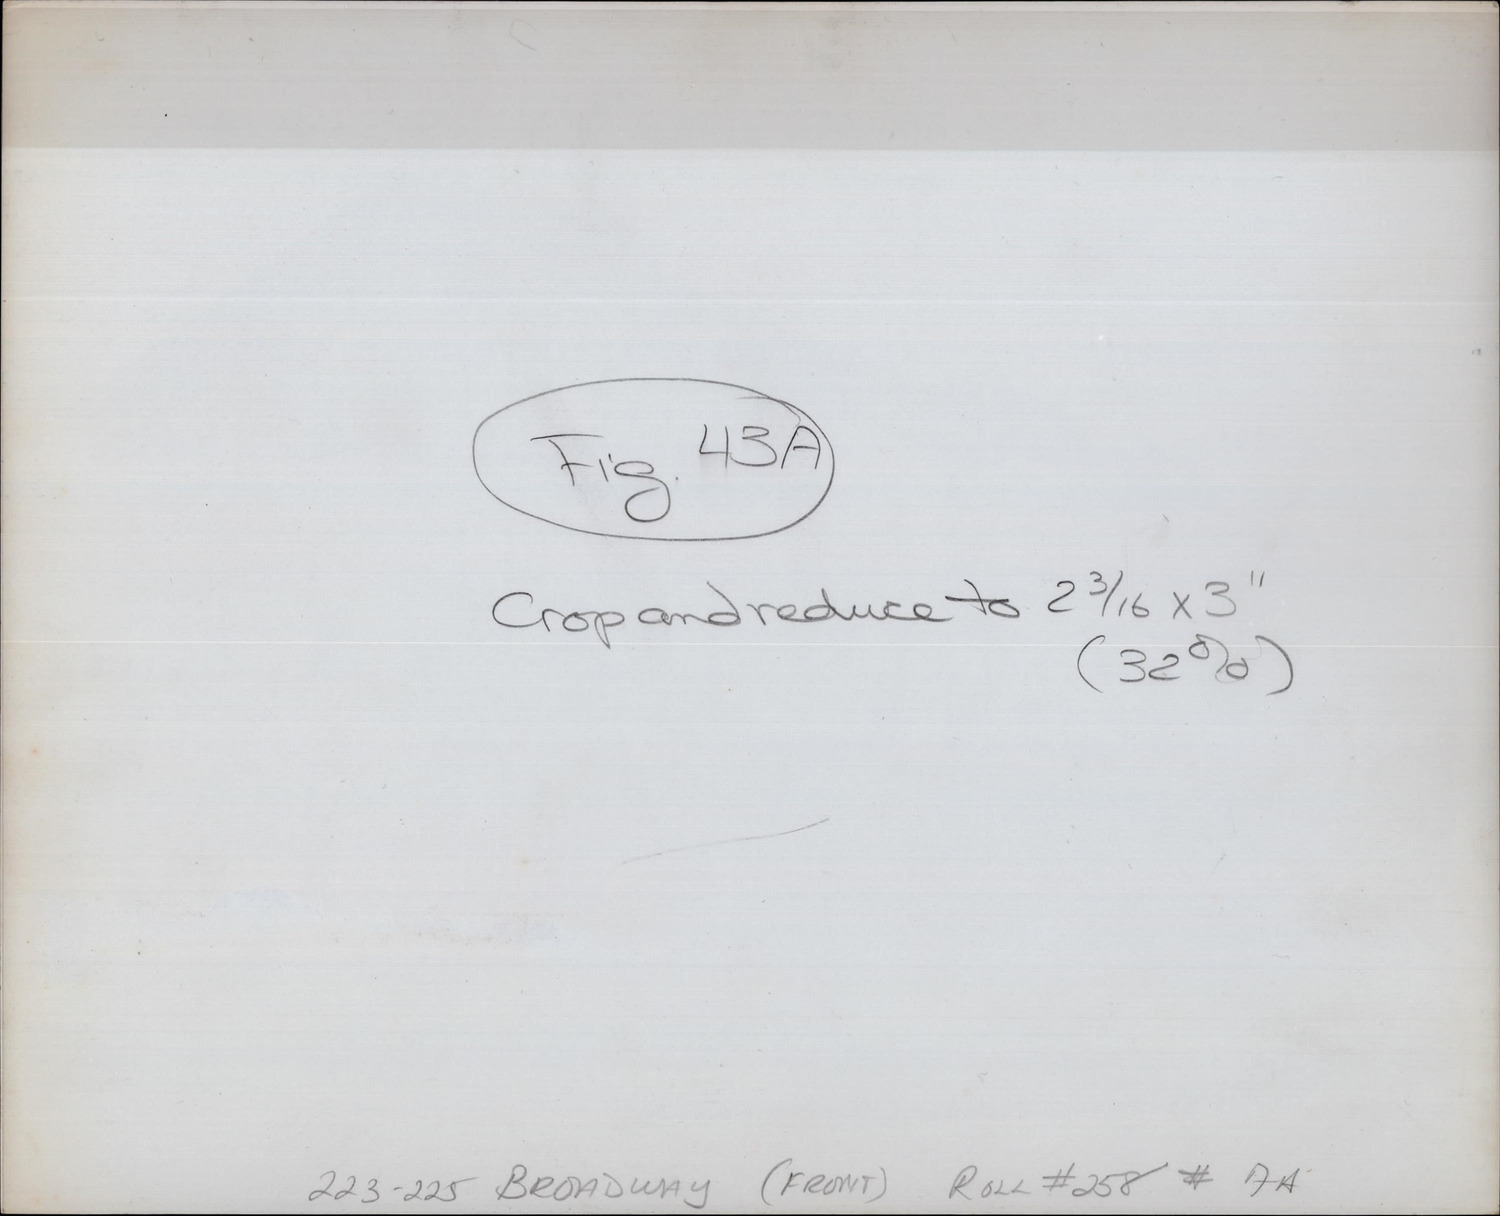 Fig. 43A
Crop and reduce to 2 3/16 x 3"
(32%)
223-225 BROADWAY (FRONT) ROLL #258 # 7A